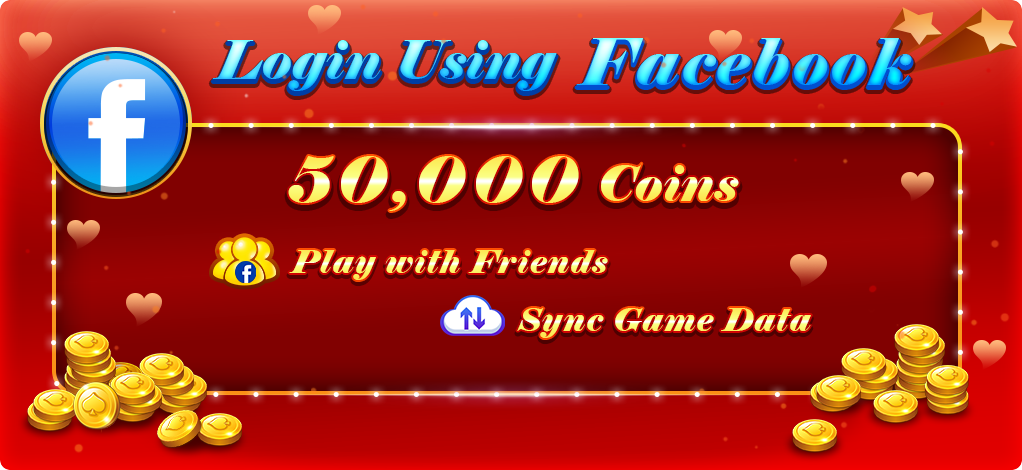 Login Using Facebook
50,000 Coins
Play with Friends
Sync Game Data